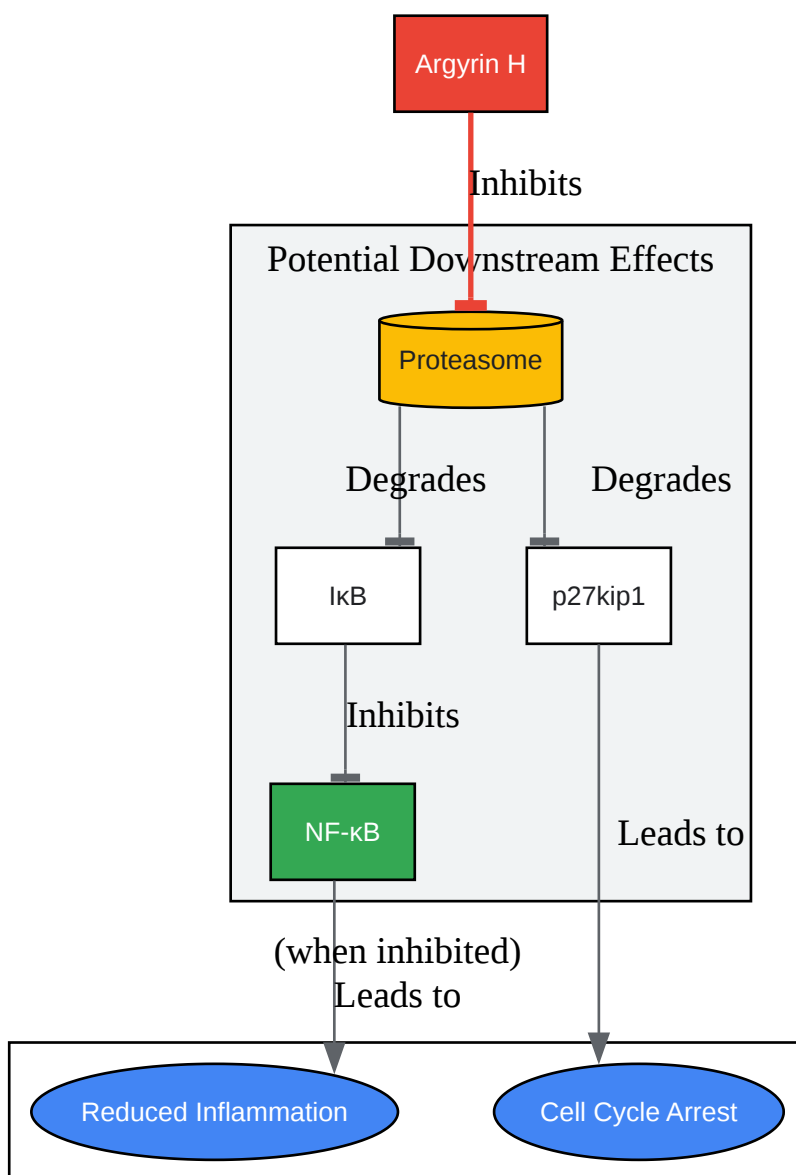 Argyrin H
Inhibits
Potential Downstream Effects
Proteasome
Degrades
Degrades
IκB
p27kip1
Inhibits
NF-κB
Leads to
(when inhibited)
Leads to
Reduced Inflammation
Cell Cycle Arrest